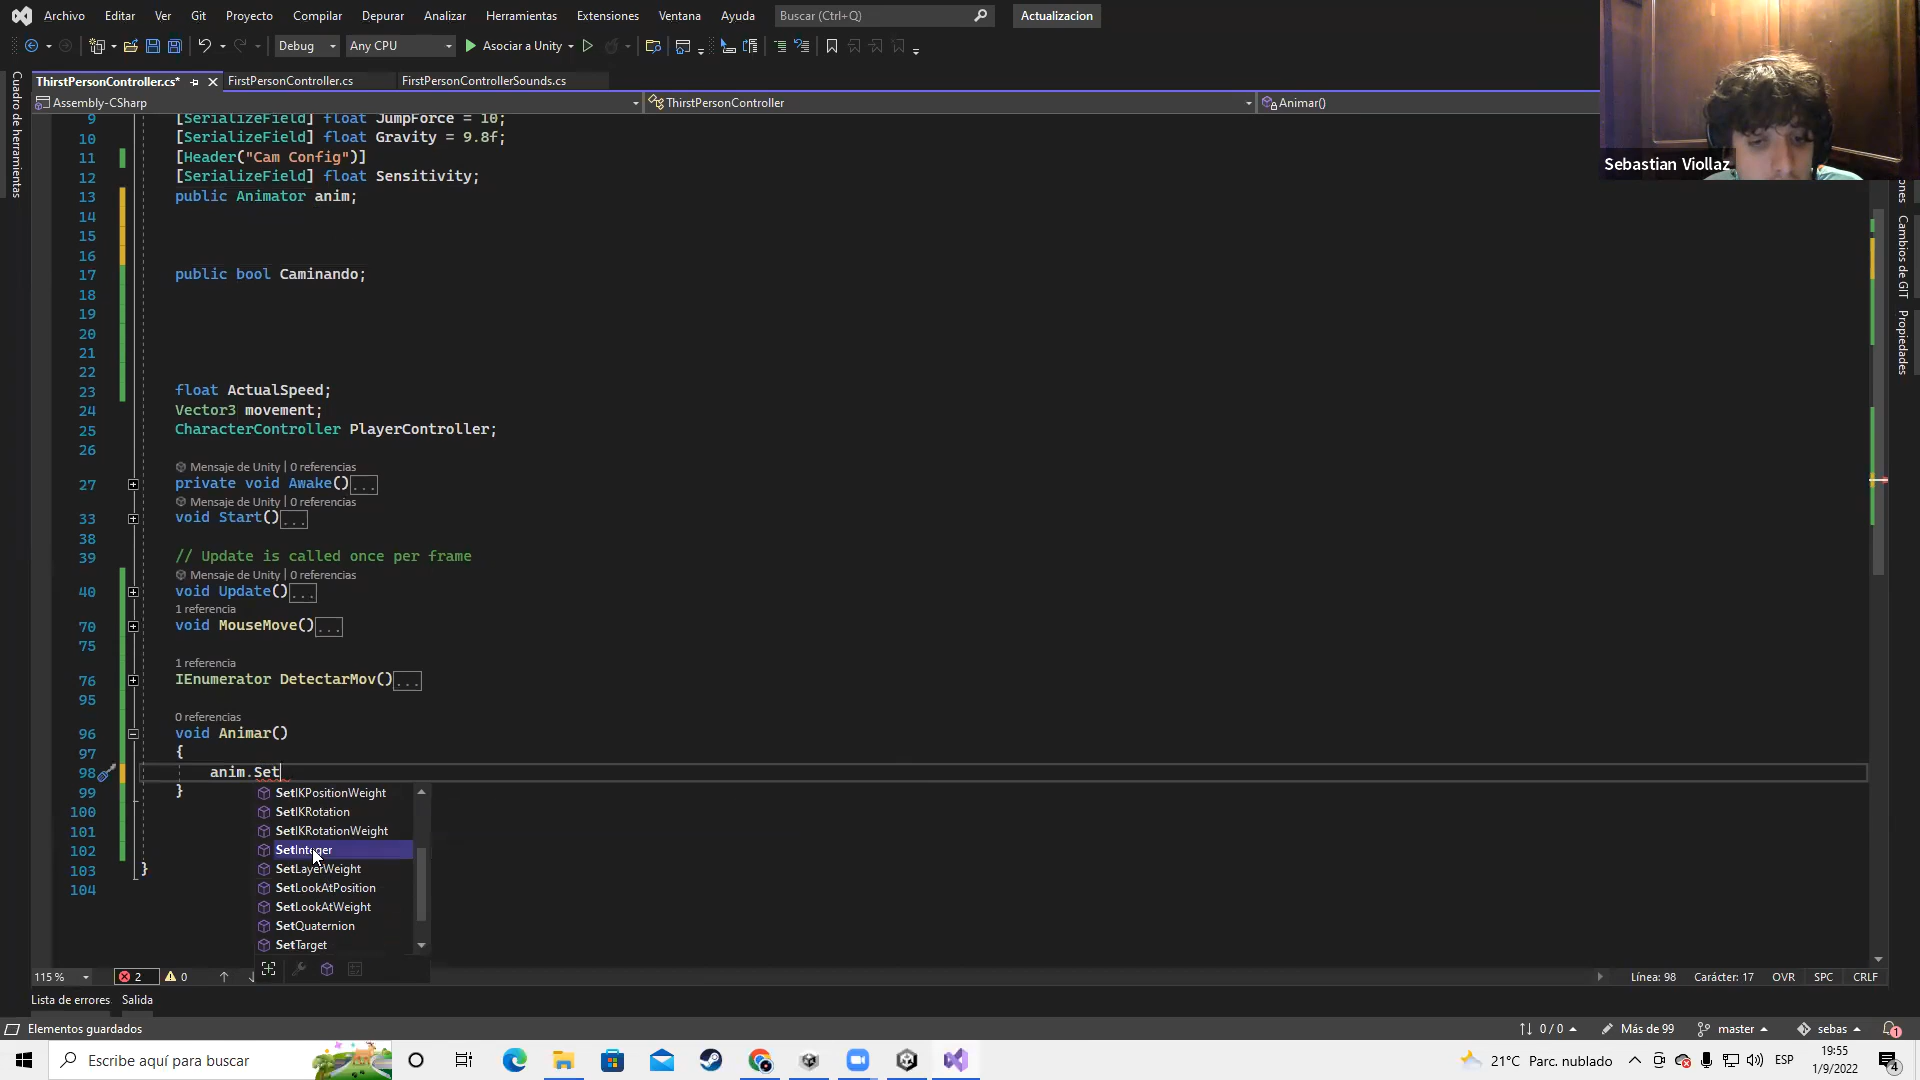 Archivo Editar Ver Git Proyecto Compilar Depurar Analizar Herramientas Extensiones Ventana Ayuda Buscar (Ctrl+Q) Actualizacion
Debug Any CPU Asociar a Unity
ThirstPersonController.cs* FirstPersonController.cs FirstPersonControllerSounds.cs
Assembly-CSharp ThirstPersonController Animar()
Sebastian Viollaz
Cuadro de herramientas
Cambios de GIT
Propiedades
9 [SerializeField] float JumpForce = 10;
10 [SerializeField] float Gravity = 9.8f;
11 [Header("Cam Config")]
12 [SerializeField] float Sensitivity;
13 public Animator anim;
14
15
16
17 public bool Caminando;
18
19
20
21
22
23 float ActualSpeed;
24 Vector3 movement;
25 CharacterController PlayerController;
26
Mensaje de Unity | 0 referencias
27 private void Awake()...
Mensaje de Unity | 0 referencias
33 void Start()...
38
39 // Update is called once per frame
Mensaje de Unity | 0 referencias
40 void Update()...
1 referencia
70 void MouseMove()...
75
1 referencia
76 IEnumerator DetectarMov()...
95
0 referencias
96 void Animar()
97 {
98 anim.Set
99 }
100
101
102
103 }
104
SetIKPositionWeight
SetIKRotation
SetIKRotationWeight
SetInteger
SetLayerWeight
SetLookAtPosition
SetLookAtWeight
SetQuaternion
SetTarget
115 % 2 0 Línea: 98 Carácter: 17 OVR SPC CRLF
Lista de errores Salida
Elementos guardados 0 / 0 Más de 99 master sebas 1
Escribe aquí para buscar 21°C Parc. nublado ESP 19:55
1/9/2022 4